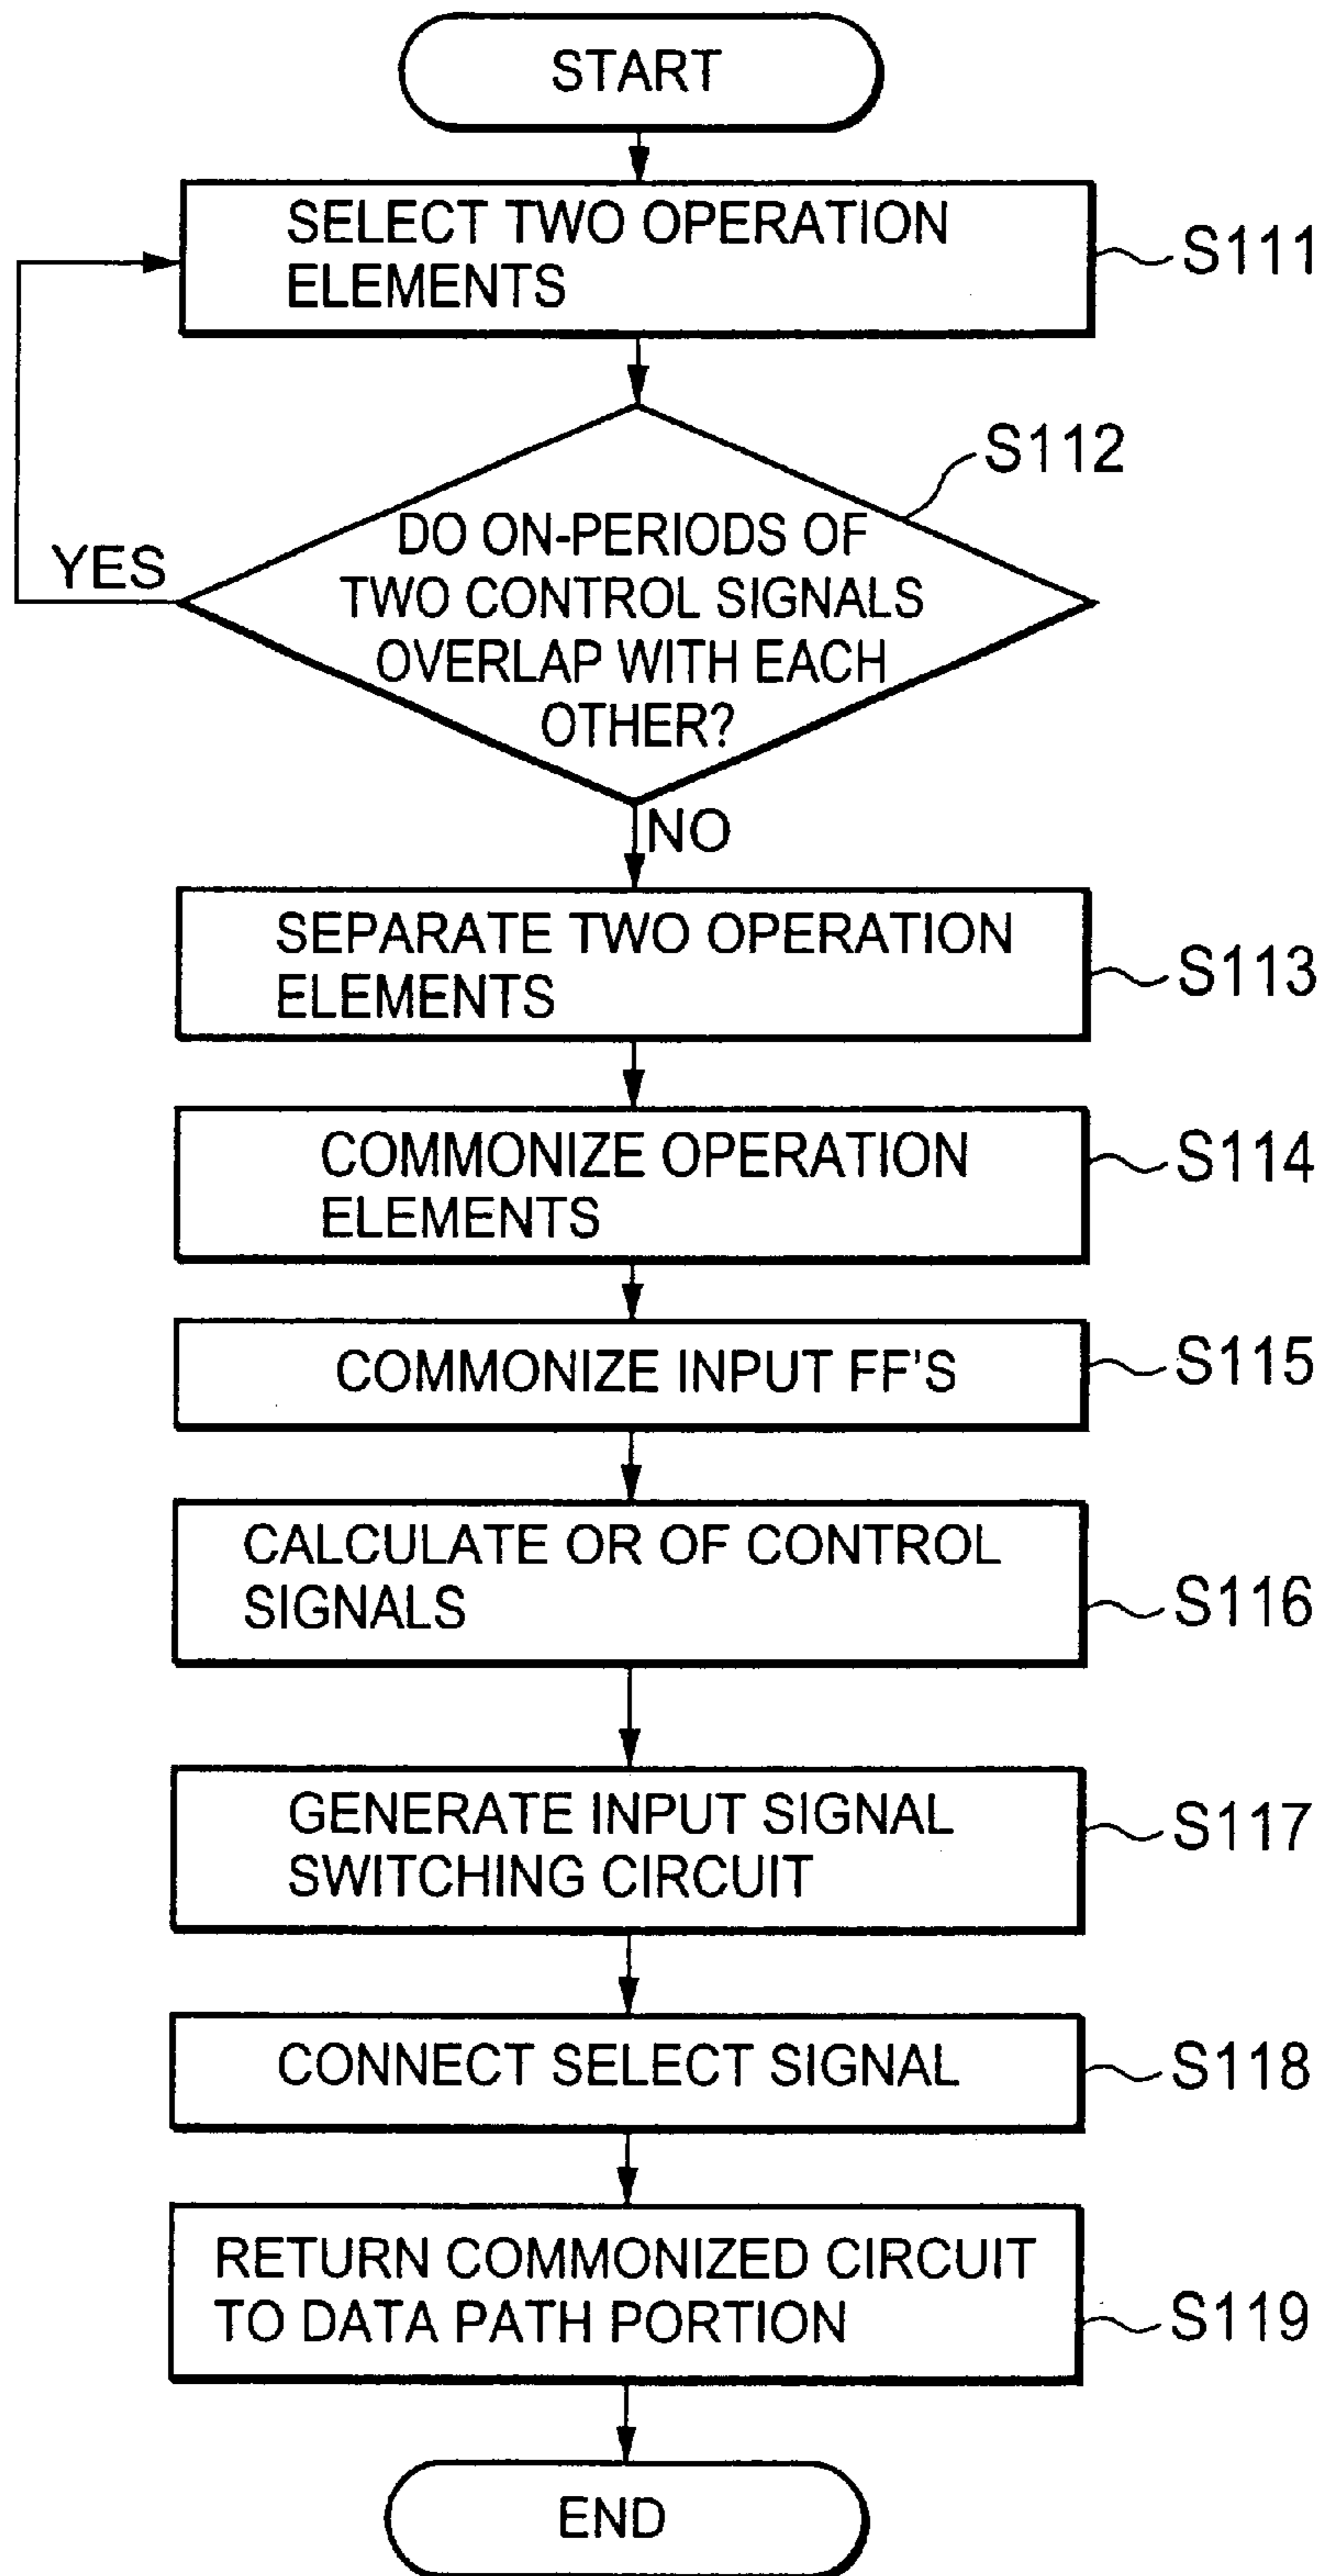 START
SELECT TWO OPERATION
ELEMENTS
S111
S112
DO ON-PERIODS OF
TWO CONTROL SIGNALS
OVERLAP WITH EACH
OTHER?
YES
NO
SEPARATE TWO OPERATION
ELEMENTS
S113
COMMONIZE OPERATION
ELEMENTS
S114
COMMONIZE INPUT FF'S
S115
CALCULATE OR OF CONTROL
SIGNALS
S116
GENERATE INPUT SIGNAL
SWITCHING CIRCUIT
S117
CONNECT SELECT SIGNAL
S118
RETURN COMMONIZED CIRCUIT
TO DATA PATH PORTION
S119
END